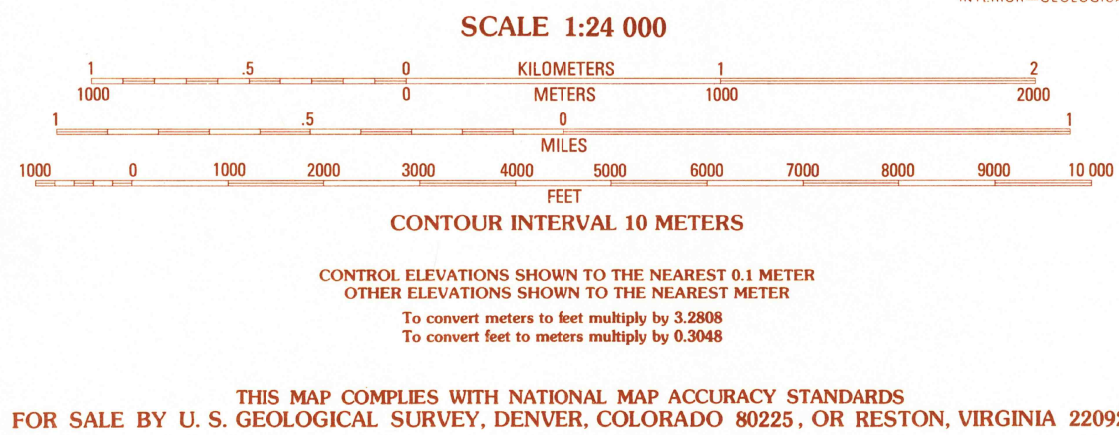 SCALE 1:24 000
1 .5 0 KILOMETERS 1 2
1000 0 METERS 1000 2000
1 .5 0 1
MILES
1000 0 1000 2000 3000 4000 5000 6000 7000 8000 9000 10 000
FEET
CONTOUR INTERVAL 10 METERS
CONTROL ELEVATIONS SHOWN TO THE NEAREST 0.1 METER
OTHER ELEVATIONS SHOWN TO THE NEAREST METER
To convert meters to feet multiply by 3.2808
To convert feet to meters multiply by 0.3048
THIS MAP COMPLIES WITH NATIONAL MAP ACCURACY STANDARDS
FOR SALE BY U. S. GEOLOGICAL SURVEY, DENVER, COLORADO 80225, OR RESTON, VIRGINIA